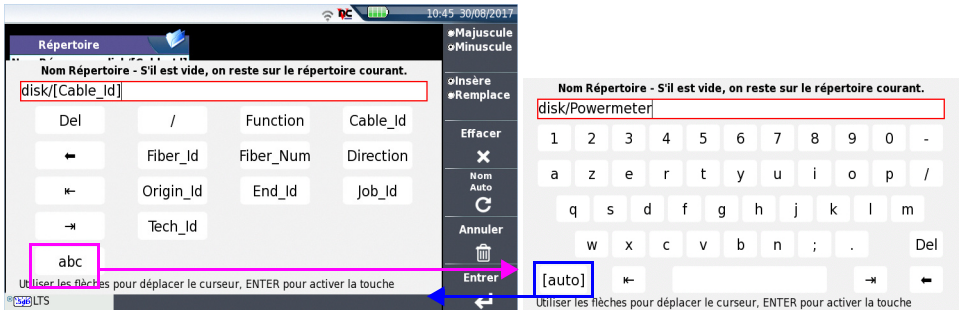 10:45 30/08/2017
Répertoire
Nom Répertoire - S'il est vide, on reste sur le répertoire courant.
disk/[Cable_Id]
Del / Function Cable_Id
Fiber_Id Fiber_Num Direction
Origin_Id End_Id Job_Id
Tech_Id
abc
Utiliser les flèches pour déplacer le curseur, ENTER pour activer la touche
LTS
Majuscule
Minuscule
Insère
Remplace
Effacer
Nom
Auto
Annuler
Entrer
Nom Répertoire - S'il est vide, on reste sur le répertoire courant.
disk/Powermeter
1 2 3 4 5 6 7 8 9 0 -
a z e r t y u i o p /
q s d f g h j k l m
w x c v b n ; . Del
[auto]
Utiliser les flèches pour déplacer le curseur, ENTER pour activer la touche